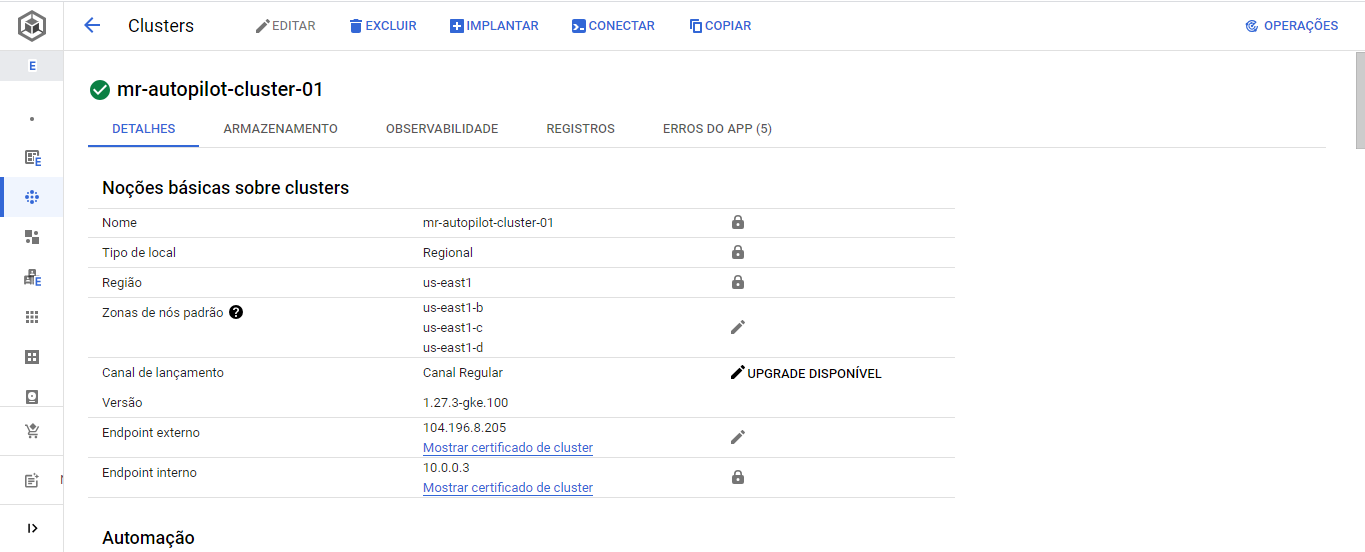 Clusters EDITAR EXCLUIR IMPLANTAR CONECTAR COPIAR OPERAÇÕES
E
mr-autopilot-cluster-01
DETALHES ARMAZENAMENTO OBSERVABILIDADE REGISTROS ERROS DO APP (5)
E
Noções básicas sobre clusters
Nome mr-autopilot-cluster-01
Tipo de local Regional
Região us-east1
E
Zonas de nós padrão ? us-east1-b
us-east1-c
us-east1-d
Canal de lançamento Canal Regular UPGRADE DISPONÍVEL
Versão 1.27.3-gke.100
Endpoint externo 104.196.8.205
Mostrar certificado de cluster
Endpoint interno 10.0.0.3
Mostrar certificado de cluster
Automação